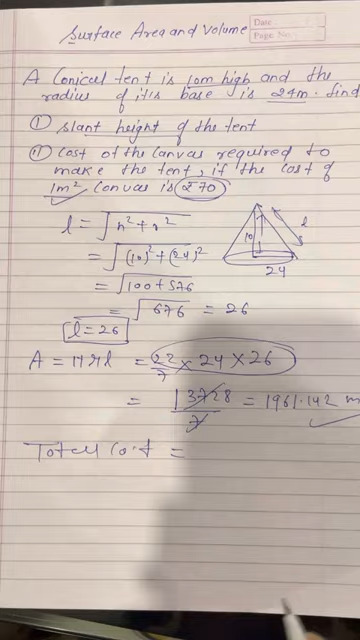 Surface Area and Volume
Date
Page No.
A Conical tent is 10m high and the
radius of its base is 24m. find
(i) slant height of the tent
(ii) Cost of the Canvas required to
make the tent, if the cost of
1m² Canvas is ₹70
l = √h² + r²
= √(10)² + (24)²
= √100 + 576
= √676 = 26
l = 26
10
l
24
A = πrl = 22/7 × 24 × 26
= 13728/7 = 1961.142 m
Total Cost =